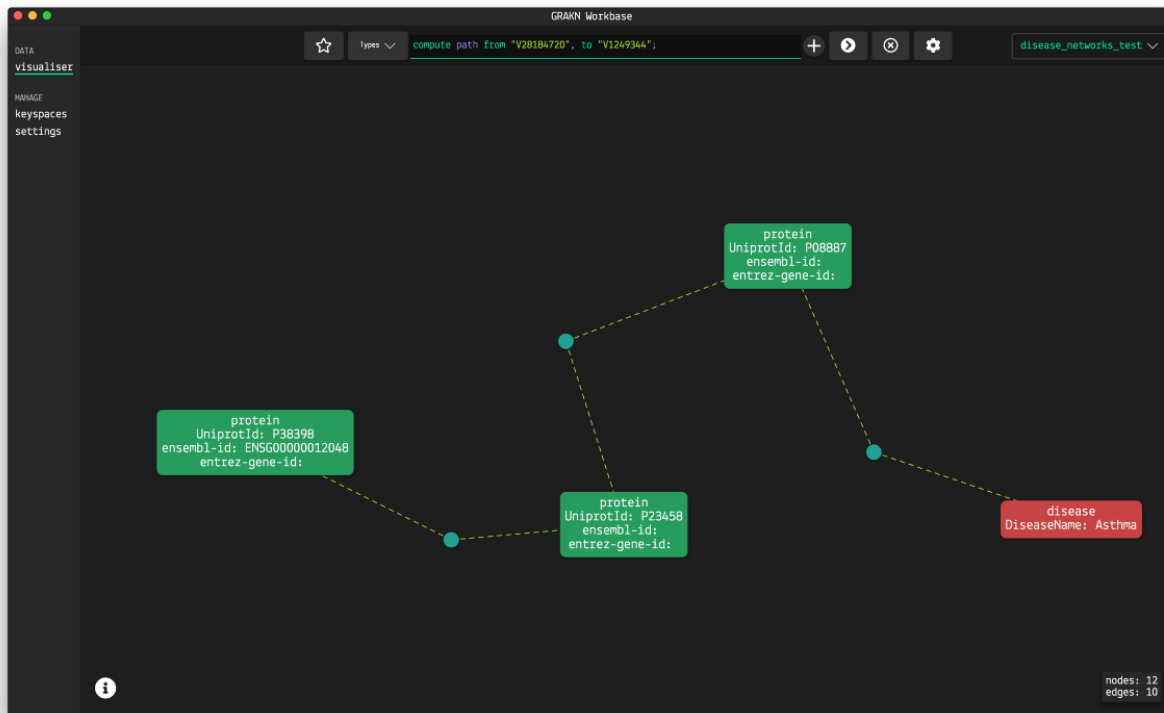 GRAKN Workbase
DATA
visualiser
MANAGE
keyspaces
settings
Types
compute path from "V28184720", to "V1249344";
disease_networks_test
protein
UniprotId: P08887
ensembl-id:
entrez-gene-id:
protein
UniprotId: P38398
ensembl-id: ENSG00000012048
entrez-gene-id:
protein
UniprotId: P23458
ensembl-id:
entrez-gene-id:
disease
DiseaseName: Asthma
nodes: 12
edges: 10